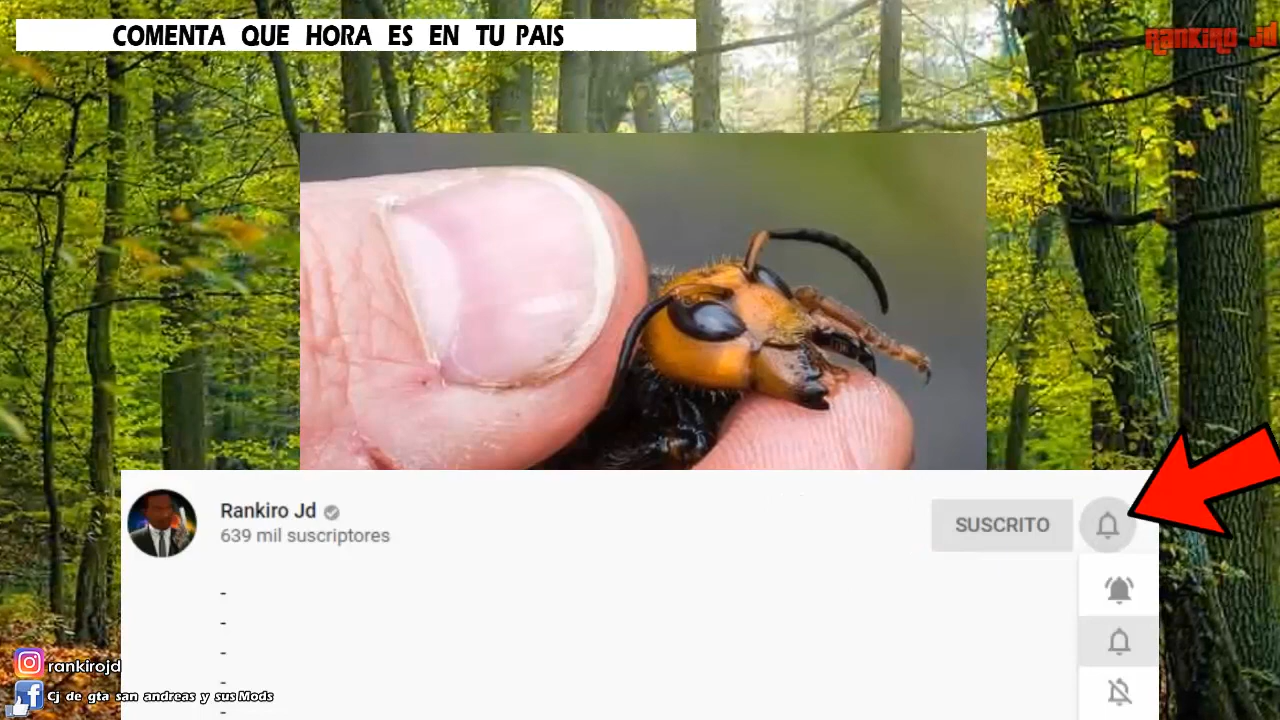 COMENTA QUE HORA ES EN TU PAIS
Rankiro Jd
Rankiro Jd
639 mil suscriptores
SUSCRITO
-
-
-
-
-
rankirojd
Cj de gta san andreas y sus Mods